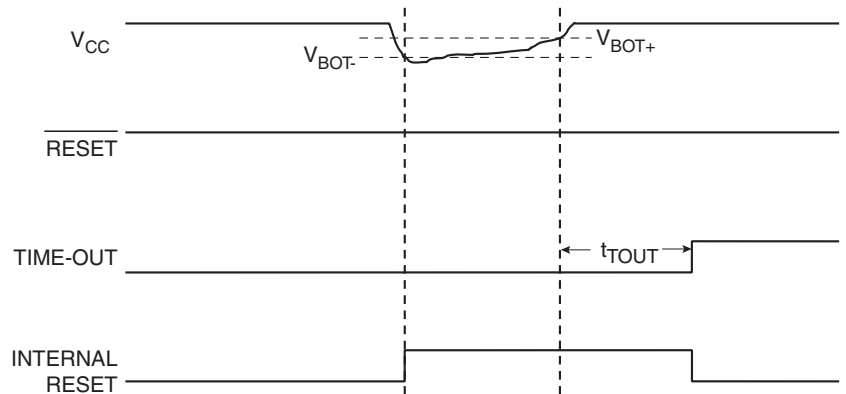 VCC
VBOT-
VBOT+
RESET
TIME-OUT
tTOUT
INTERNAL
RESET